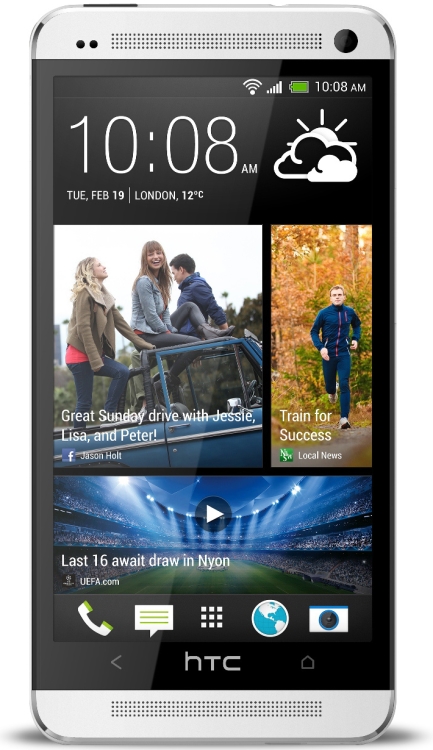 10:08 AM
10:08 AM
TUE, FEB 19 | LONDON, 12°C
Great Sunday drive with Jessie,
Lisa, and Peter!
f Jason Holt
Train for
Success
Local News
Last 16 await draw in Nyon
UEFA.com
hTC